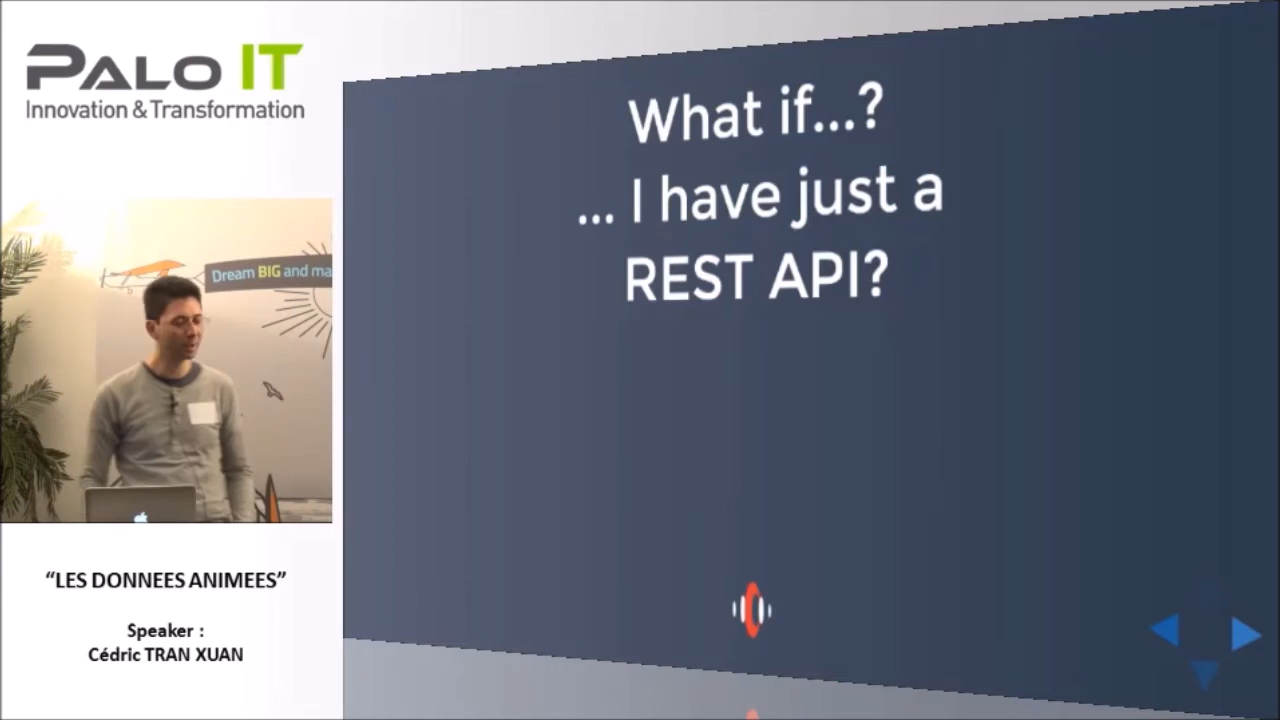 PALO IT
Innovation & Transformation
Dream BIG and ma
“LES DONNEES ANIMEES”
Speaker :
Cédric TRAN XUAN
What if...?
... I have just a
REST API?